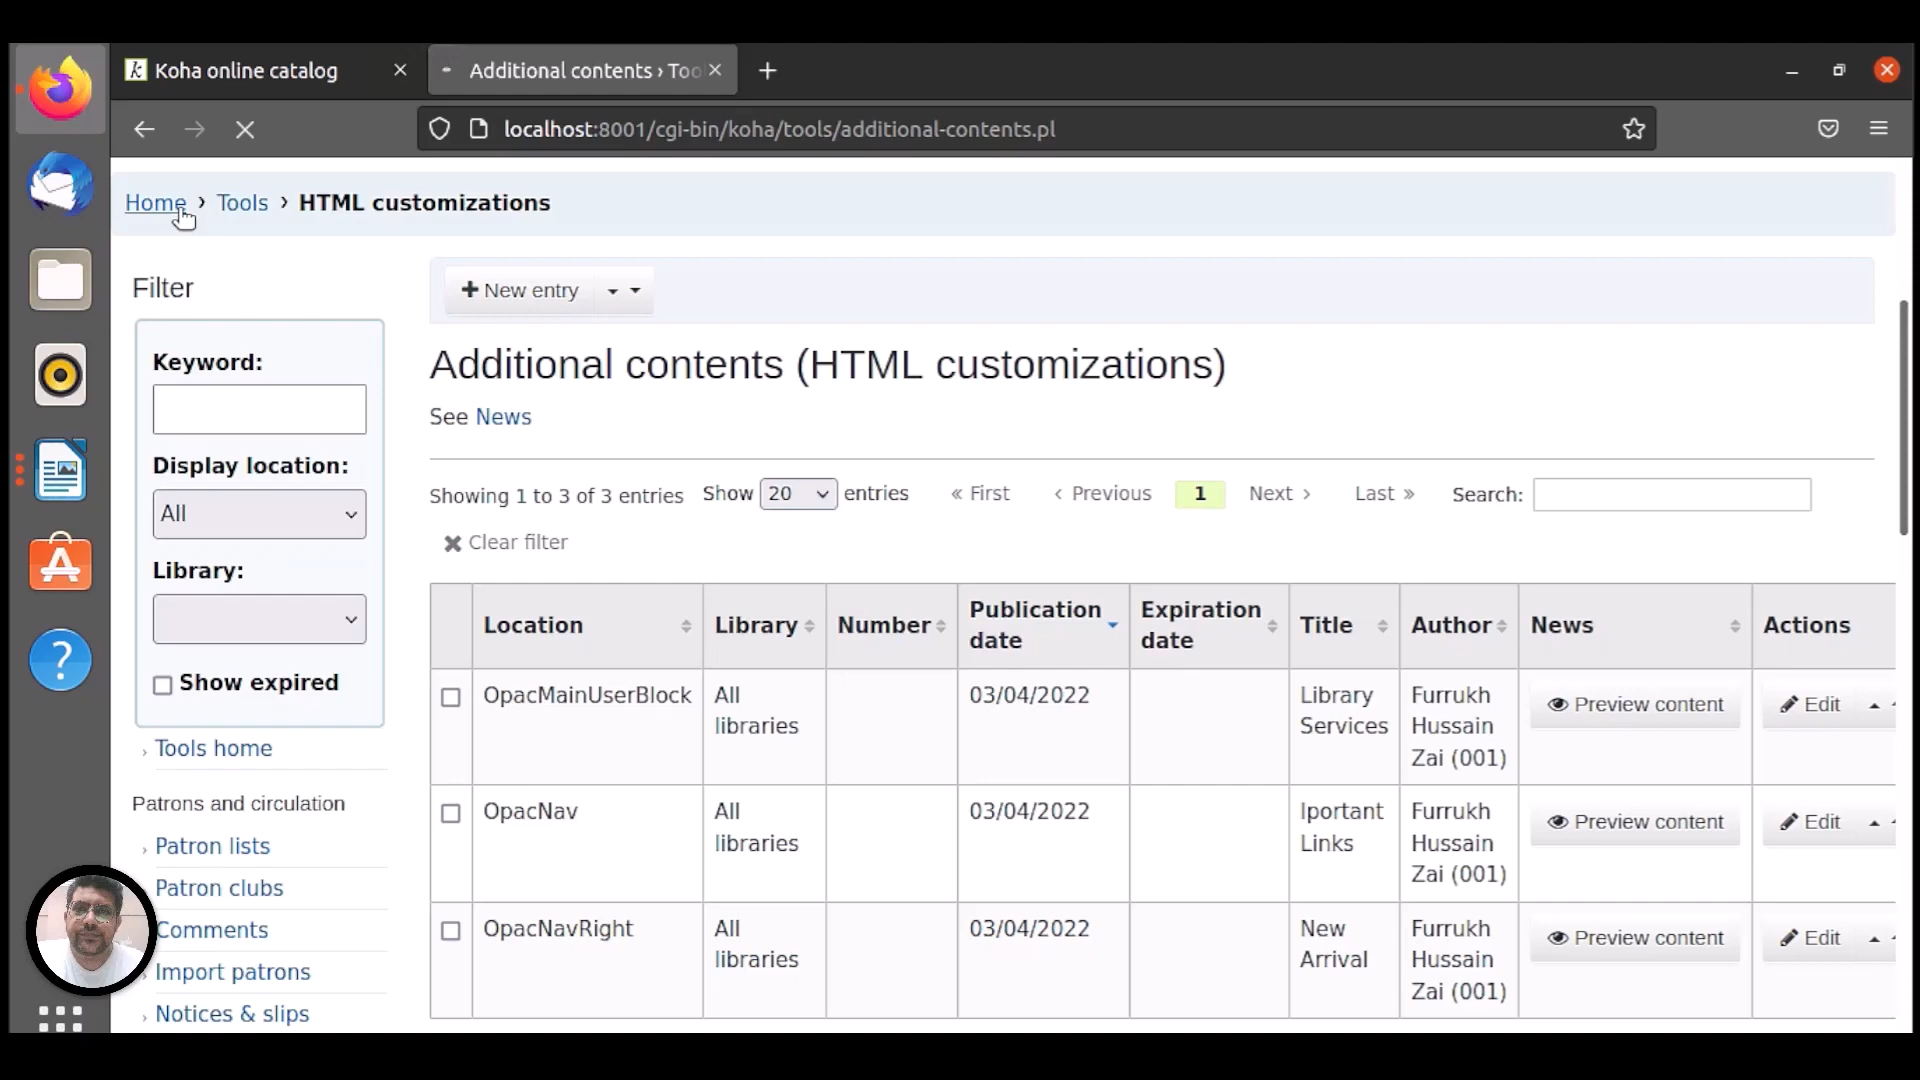 Koha online catalog
Additional contents › Too
localhost:8001/cgi-bin/koha/tools/additional-contents.pl
Home › Tools › HTML customizations
Filter
Keyword:
Display location:
All
Library:
Show expired
Tools home
Patrons and circulation
Patron lists
Patron clubs
Comments
Import patrons
Notices & slips
New entry
Additional contents (HTML customizations)
See News
Showing 1 to 3 of 3 entries Show 20 entries « First ‹ Previous 1 Next › Last » Search:
Clear filter
Location Library Number Publication date Expiration date Title Author News Actions
OpacMainUserBlock All libraries 03/04/2022 Library Services Furrukh Hussain Zai (001) Preview content Edit
OpacNav All libraries 03/04/2022 Iportant Links Furrukh Hussain Zai (001) Preview content Edit
OpacNavRight All libraries 03/04/2022 New Arrival Furrukh Hussain Zai (001) Preview content Edit